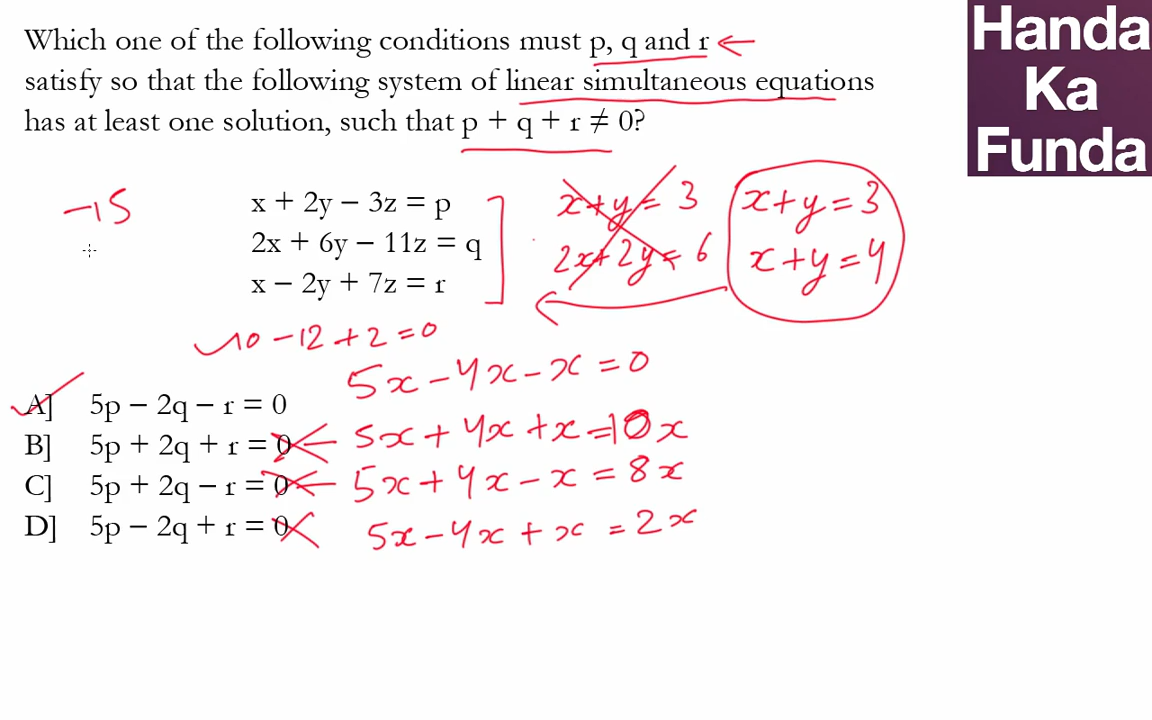 Which one of the following conditions must p, q and r ←
satisfy so that the following system of linear simultaneous equations
has at least one solution, such that p + q + r ≠ 0?
Handa
Ka
Funda
-15
x + 2y − 3z = p
2x + 6y − 11z = q
x − 2y + 7z = r
x+y=3
2x+2y=6
x+y=3
x+y=4
10-12+2=0
A] 5p − 2q − r = 0
B] 5p + 2q + r = 0
C] 5p + 2q − r = 0
D] 5p − 2q + r = 0
5x-4x-x=0
5x+4x+x=10x
5x+4x-x=8x
5x-4x+x=2x